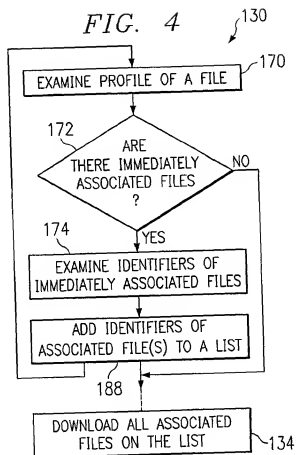 FIG. 4
130
EXAMINE PROFILE OF A FILE
170
172
ARE
THERE IMMEDIATELY
ASSOCIATED FILES
?
NO
YES
174
EXAMINE IDENTIFIERS OF
IMMEDIATELY ASSOCIATED FILES
ADD IDENTIFIERS OF
ASSOCIATED FILE(S) TO A LIST
188
DOWNLOAD ALL ASSOCIATED
FILES ON THE LIST
134